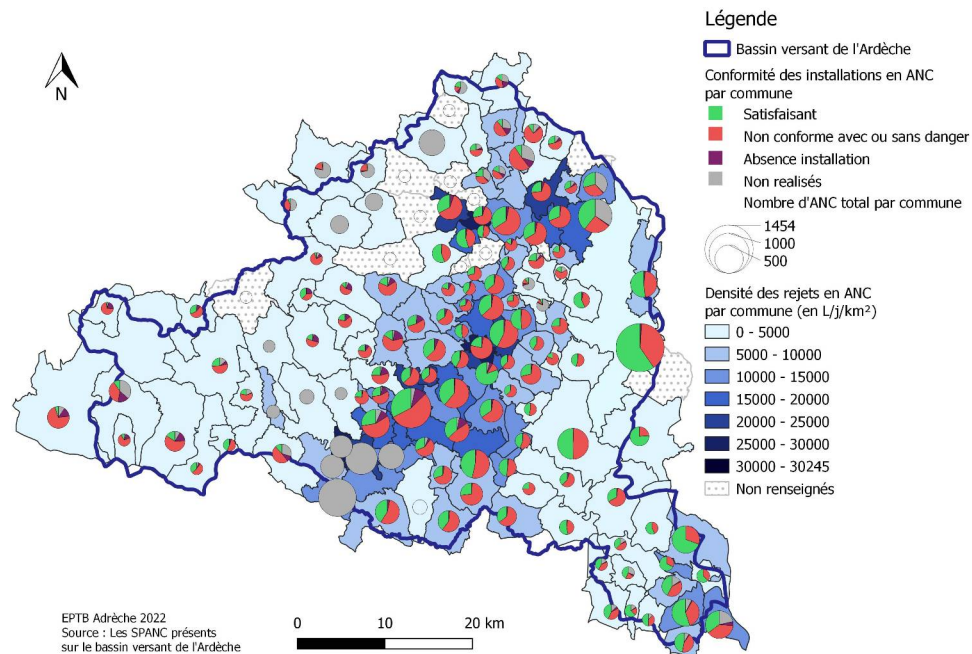 Légende
Bassin versant de l'Ardèche
Conformité des installations en ANC
par commune
Satisfaisant
Non conforme avec ou sans danger
Absence installation
Non realisés
Nombre d'ANC total par commune
1454
1000
500
Densité des rejets en ANC
par commune (en L/j/km²)
0 - 5000
5000 - 10000
10000 - 15000
15000 - 20000
20000 - 25000
25000 - 30000
30000 - 30245
Non renseignés
N
EPTB Adrèche 2022
Source : Les SPANC présents
sur le bassin versant de l'Ardèche
0 10 20 km